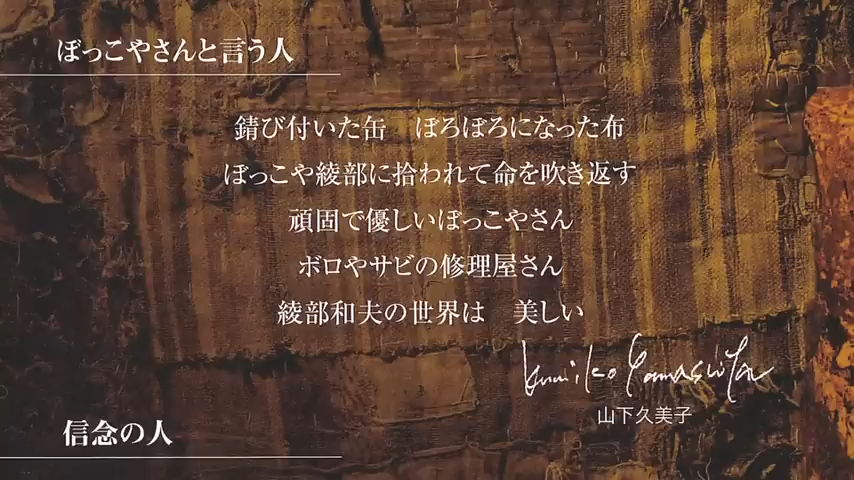 ぼっこやさんと言う人
錆び付いた缶　ぼろぼろになった布
ぼっこや綾部に拾われて命を吹き返す
頑固で優しいぼっこやさん
ボロやサビの修理屋さん
綾部和夫の世界は　美しい
Kumiko Yamashita
山下久美子
信念の人